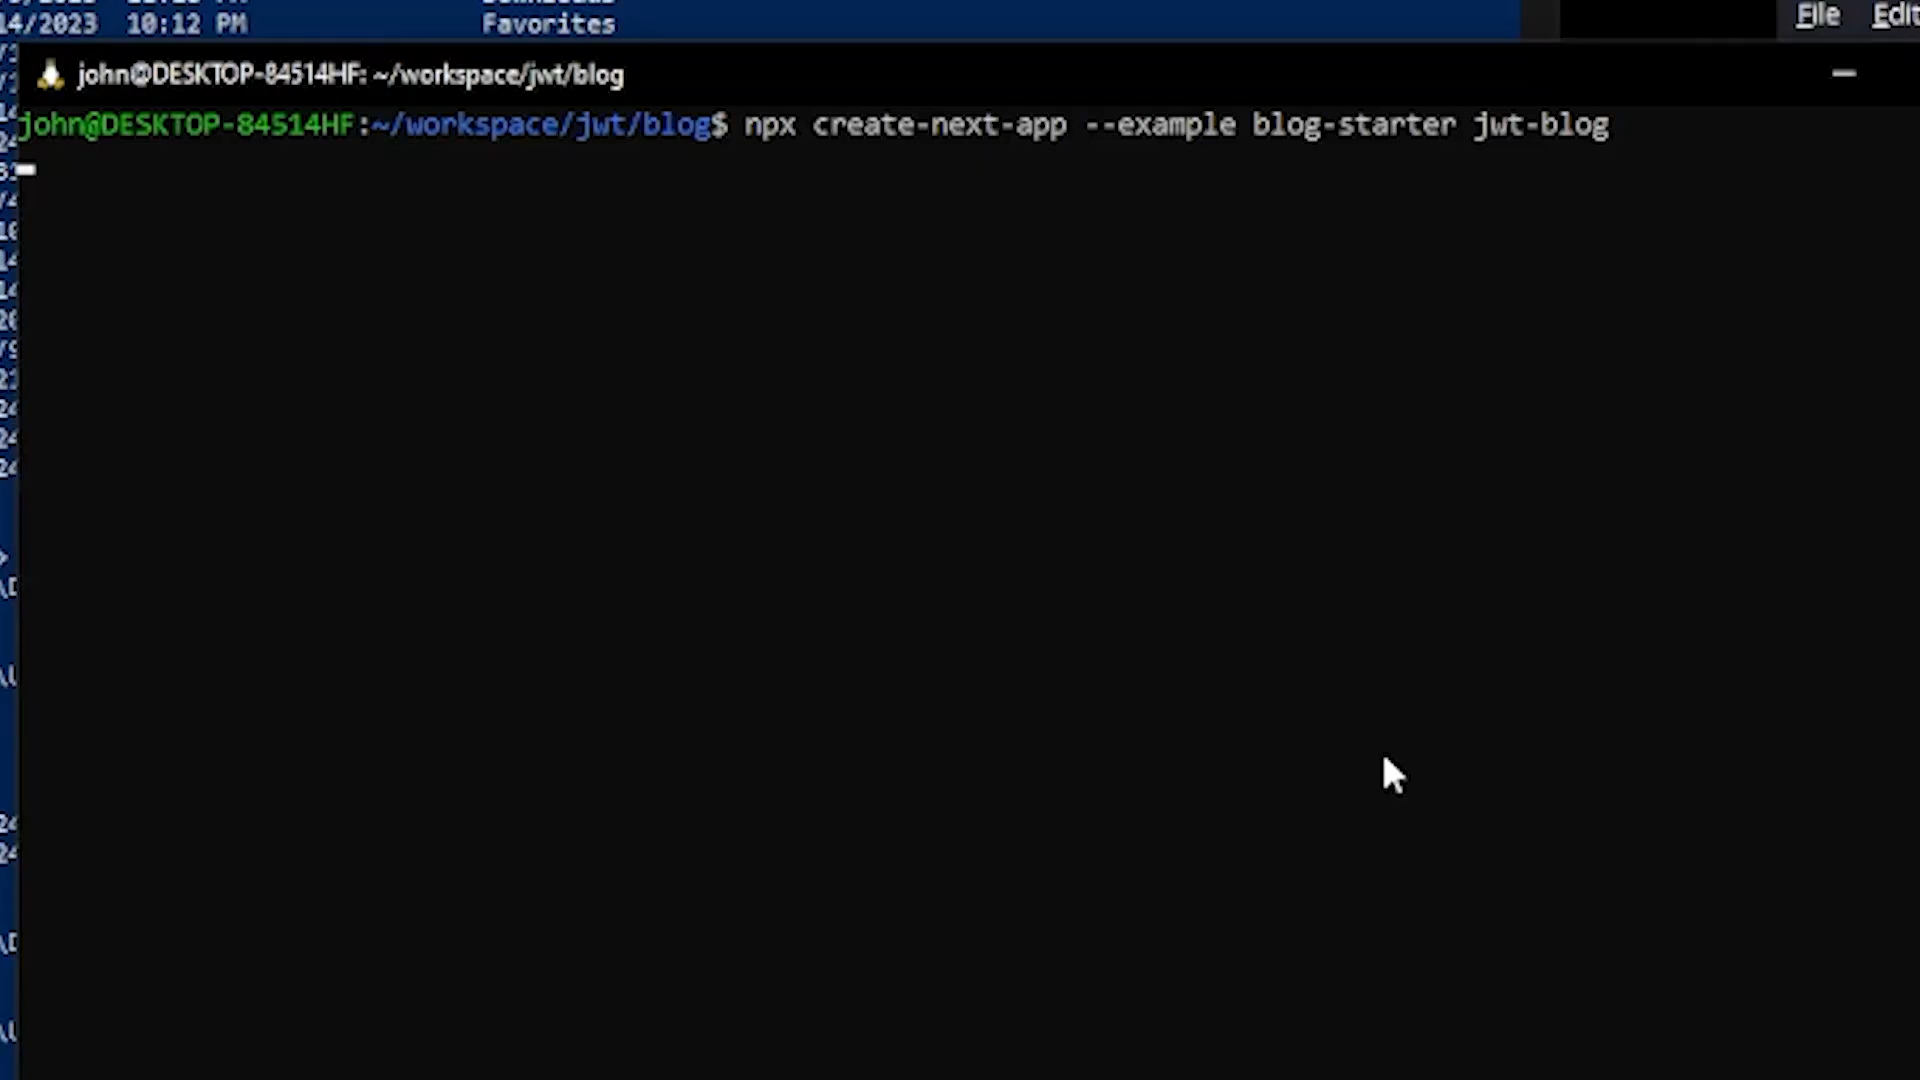 14/2023 10:12 PM Favorites
File Edit
john@DESKTOP-84514HF: ~/workspace/jwt/blog
john@DESKTOP-84514HF:~/workspace/jwt/blog$ npx create-next-app --example blog-starter jwt-blog